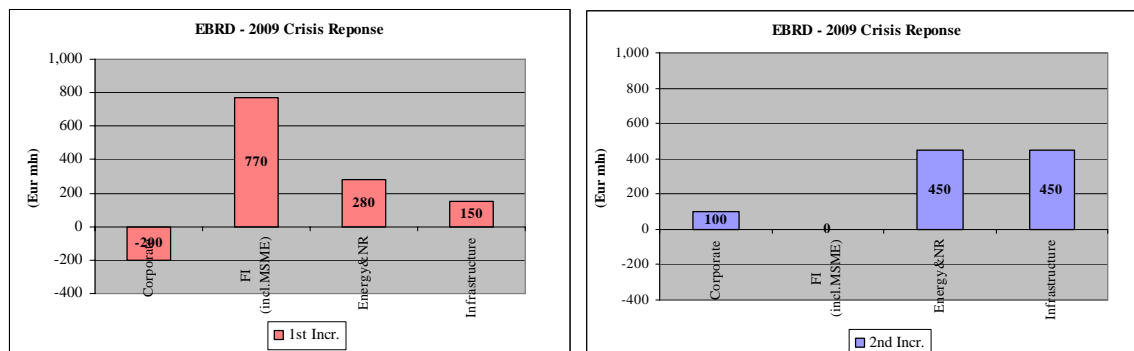 EBRD - 2009 Crisis Reponse
(Eur mln)
1,000
800
600
400
200
0
-200
-400
-200
770
280
150
Corporate
FI
(incl.MSME)
Energy&NR
Infrastructure
1st Incr.
EBRD - 2009 Crisis Reponse
(Eur mln)
1,000
800
600
400
200
0
-200
-400
100
0
450
450
Corporate
FI
(incl.MSME)
Energy&NR
Infrastructure
2nd Incr.